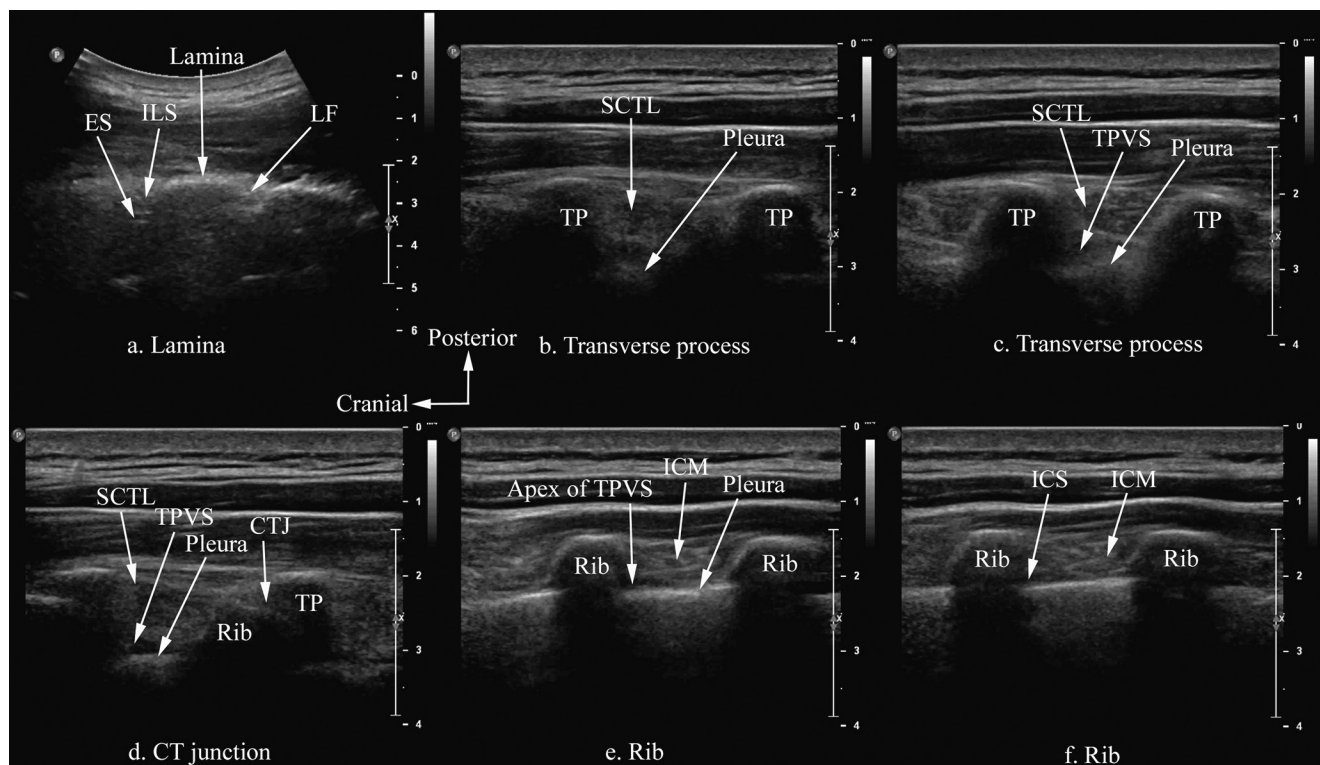 Lamina
ES
ILS
LF
0
1
2
3
4
5
6
X
P
a. Lamina
SCTL
Pleura
TP
TP
0
1
2
3
4
X
P
b. Transverse process
SCTL
TPVS
Pleura
TP
TP
0
1
2
3
4
X
P
c. Transverse process
Posterior
Cranial
SCTL
TPVS
Pleura
CTJ
Rib
TP
0
1
2
3
4
X
P
d. CT junction
ICM
Apex of TPVS
Pleura
Rib
Rib
0
1
2
3
4
X
P
e. Rib
ICS
ICM
Rib
Rib
0
1
2
3
4
X
P
f. Rib